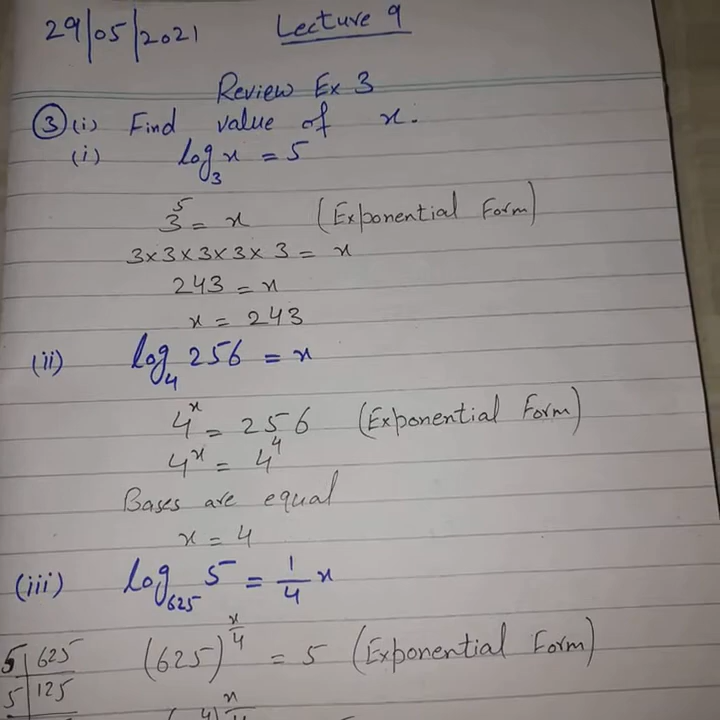 29/05/2021 Lecture 9
Review Ex 3
③(i) Find value of x.
(i) log₃ x = 5
3⁵ = x (Exponential Form)
3×3×3×3×3 = x
243 = x
x = 243
(ii) log₄ 256 = x
4ˣ = 256 (Exponential Form)
4ˣ = 4⁴
Bases are equal
x = 4
(iii) log₆₂₅ 5 = 1/4 x
5 | 625 (625)^(x/4) = 5 (Exponential Form)
5 | 125